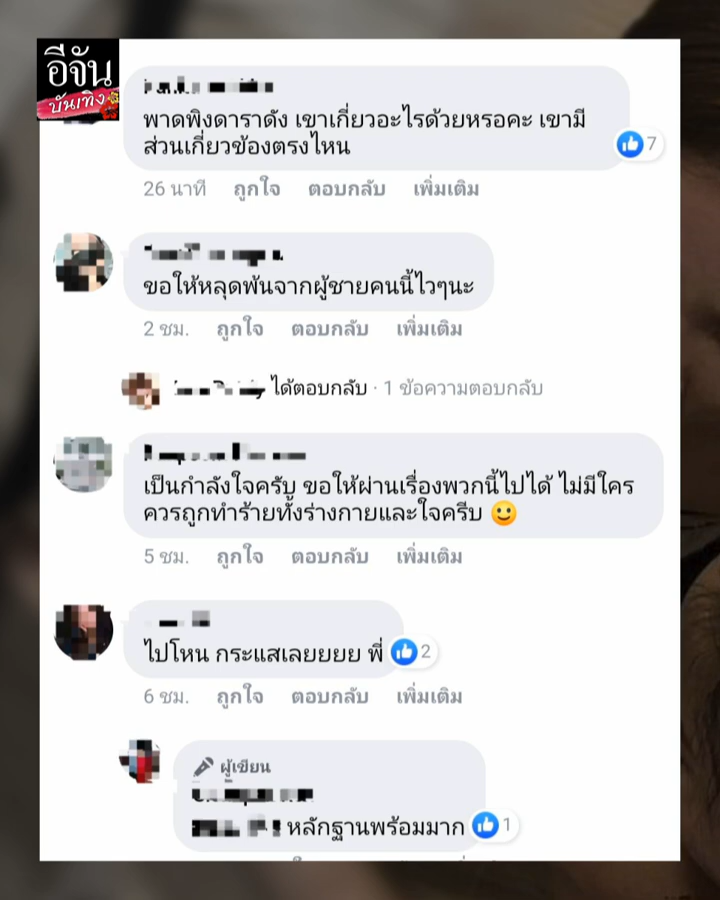 อีจัน
บันเทิง
พาดพิงดาราดัง เขาเกี่ยวอะไรด้วยหรอคะ เขามี
ส่วนเกี่ยวข้องตรงไหน
7
26 นาที ถูกใจ ตอบกลับ เพิ่มเติม
ขอให้หลุดพ้นจากผู้ชายคนนี้ไวๆนะ
2 ชม. ถูกใจ ตอบกลับ เพิ่มเติม
ได้ตอบกลับ · 1 ข้อความตอบกลับ
เป็นกำลังใจครับ ขอให้ผ่านเรื่องพวกนี้ไปได้ ไม่มีใคร
ควรถูกทำร้ายทั้งร่างกายและใจครีบ 🙂
5 ชม. ถูกใจ ตอบกลับ เพิ่มเติม
ไปโหน กระแสเลยยยย พี่ 2
6 ชม. ถูกใจ ตอบกลับ เพิ่มเติม
ผู้เขียน
หลักฐานพร้อมมาก 1